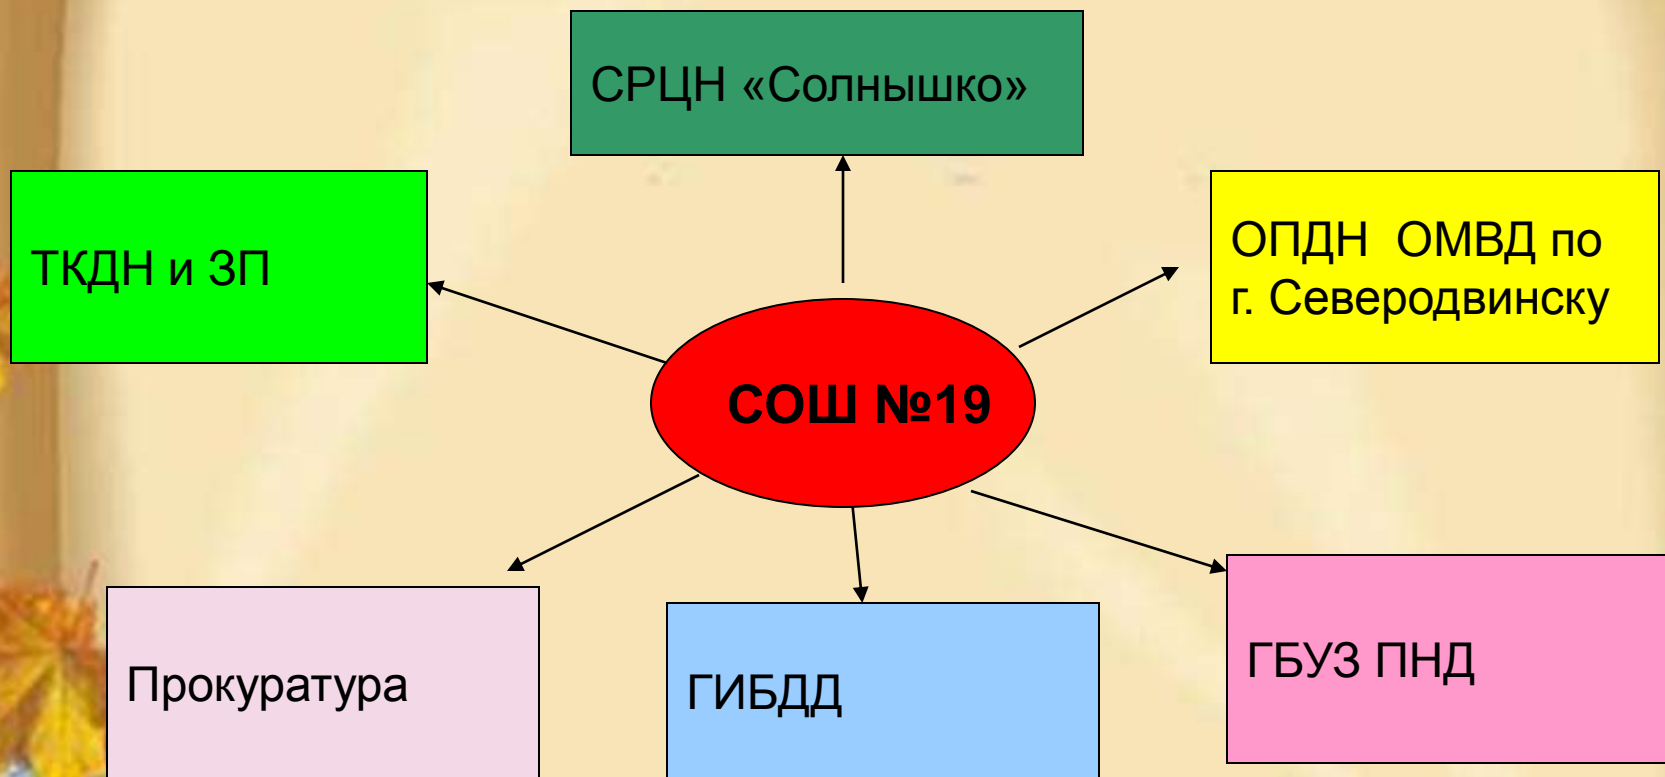 СРЦН «Солнышко»
ТКДН и ЗП
ОПДН ОМВД по
г. Северодвинску
СОШ №19
Прокуратура
ГИБДД
ГБУЗ ПНД